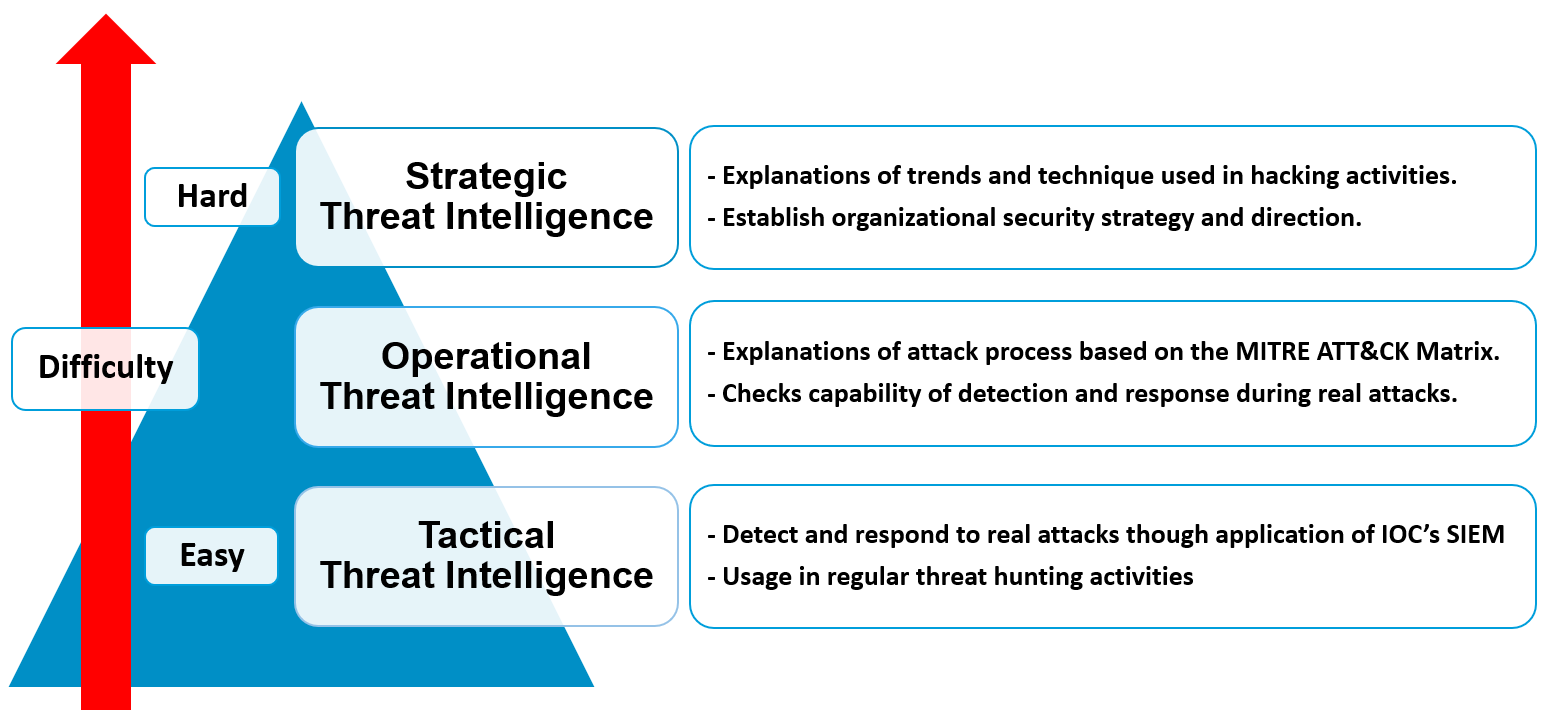 Hard
Strategic
Threat Intelligence
- Explanations of trends and technique used in hacking activities.
- Establish organizational security strategy and direction.
Difficulty
Operational
Threat Intelligence
- Explanations of attack process based on the MITRE ATT&CK Matrix.
- Checks capability of detection and response during real attacks.
Easy
Tactical
Threat Intelligence
- Detect and respond to real attacks though application of IOC’s SIEM
- Usage in regular threat hunting activities